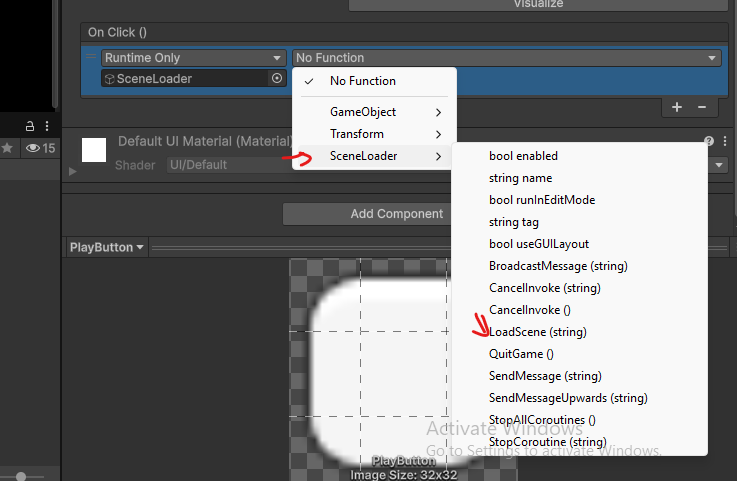 Visualize
On Click ()
Runtime Only
No Function
SceneLoader
No Function
GameObject
Transform
SceneLoader
15
Default UI Material (Material)
Shader
UI/Default
bool enabled
string name
bool runInEditMode
string tag
bool useGUILayout
BroadcastMessage (string)
CancelInvoke (string)
CancelInvoke ()
LoadScene (string)
QuitGame ()
SendMessage (string)
SendMessageUpwards (string)
StopAllCoroutines ()
StopCoroutine (string)
Add Component
PlayButton
Activate Windows
Go to Settings to activate Windows.
PlayButton
Image Size: 32x32